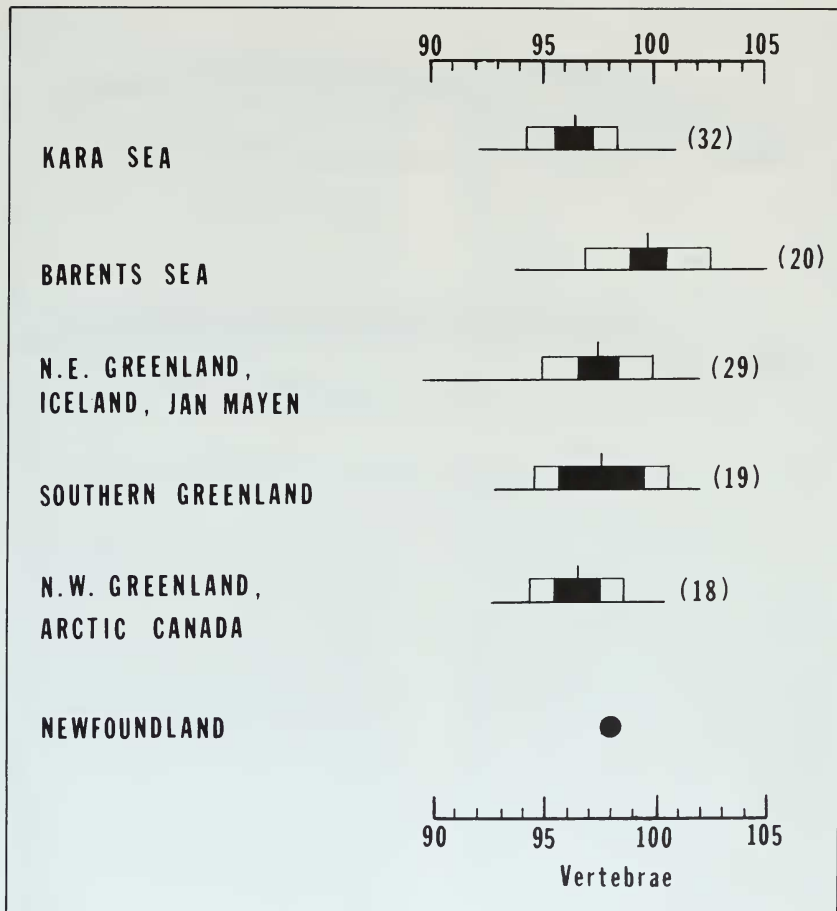 90 95 100 105
KARA SEA (32)
BARENTS SEA (20)
N.E. GREENLAND, (29)
ICELAND, JAN MAYEN
SOUTHERN GREENLAND (19)
N.W. GREENLAND, (18)
ARCTIC CANADA
NEWFOUNDLAND
90 95 100 105
Vertebrae